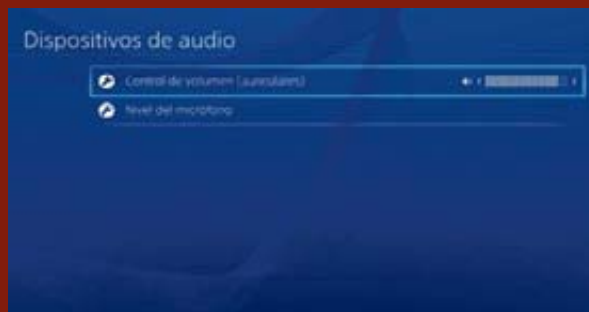 Dispositivos de audio
Control de volumen (auriculares)
Nivel del micrófono